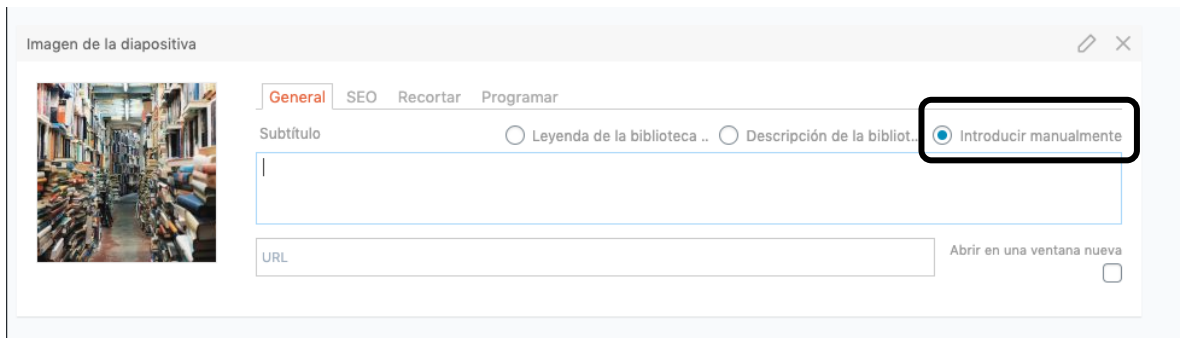 Imagen de la diapositiva
General SEO Recortar Programar
Subtítulo Leyenda de la biblioteca .. Descripción de la bibliot.. Introducir manualmente
URL
Abrir en una ventana nueva